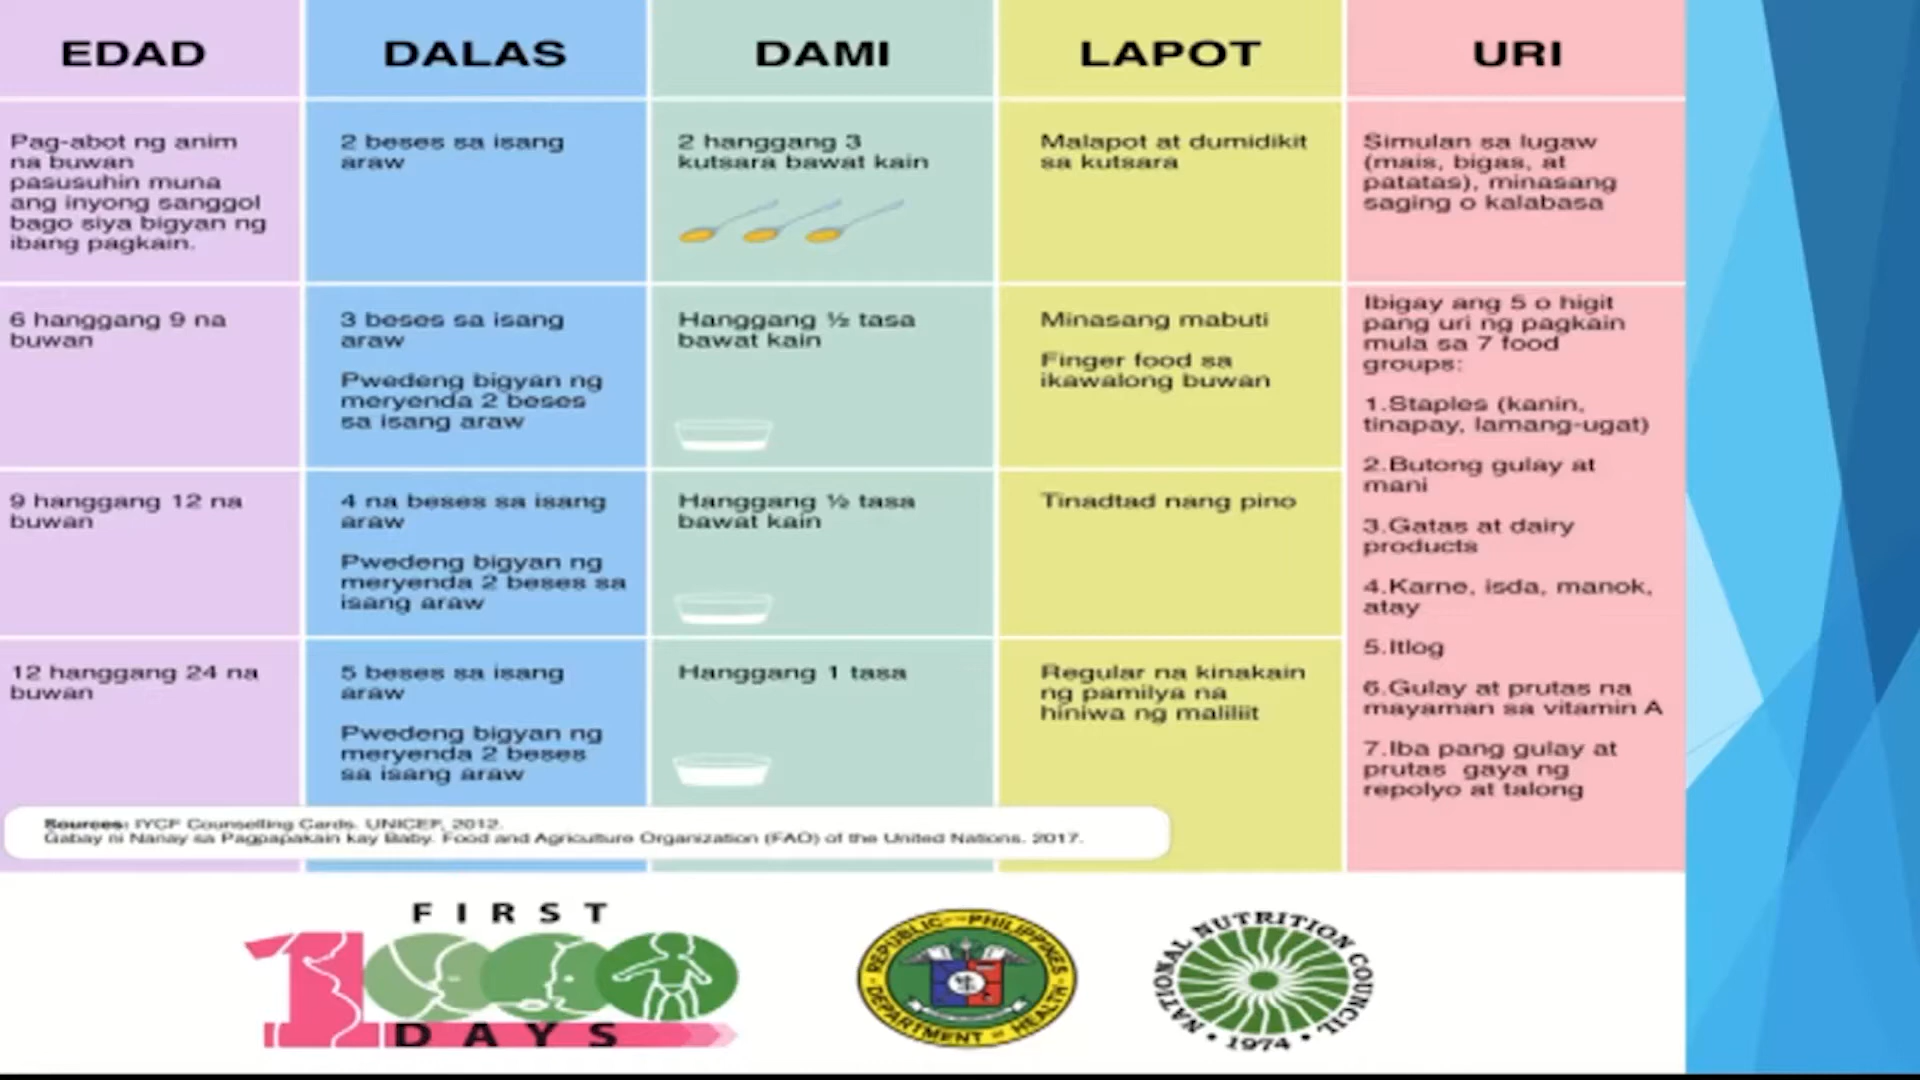 EDAD
DALAS
DAMI
LAPOT
URI
Pag-abot ng anim
na buwan
pasusuhin muna
ang inyong sanggol
bago siya bigyan ng
ibang pagkain.
2 beses sa isang
araw
2 hanggang 3
kutsara bawat kain
Malapot at dumidikit
sa kutsara
Simulan sa lugaw
(mais, bigas, at
patatas), minasang
saging o kalabasa
6 hanggang 9 na
buwan
3 beses sa isang
araw
Pwedeng bigyan ng
meryenda 2 beses
sa isang araw
Hanggang ½ tasa
bawat kain
Minasang mabuti
Finger food sa
ikawalong buwan
Ibigay ang 5 o higit
pang uri ng pagkain
mula sa 7 food
groups:
1.Staples (kanin,
tinapay, lamang-ugat)
2.Butong gulay at
mani
3.Gatas at dairy
products
4.Karne, isda, manok,
atay
5.Itlog
6.Gulay at prutas na
mayaman sa vitamin A
7.Iba pang gulay at
prutas gaya ng
repolyo at talong
9 hanggang 12 na
buwan
4 na beses sa isang
araw
Pwedeng bigyan ng
meryenda 2 beses sa
isang araw
Hanggang ½ tasa
bawat kain
Tinadtad nang pino
12 hanggang 24 na
buwan
5 beses sa isang
araw
Pwedeng bigyan ng
meryenda 2 beses
sa isang araw
Hanggang 1 tasa
Regular na kinakain
ng pamilya na
hiniwa ng maliliit
Sources: IYCF Counselling Cards. UNICEF, 2012.
Gabay ni Nanay sa Pagpapakain kay Baby. Food and Agriculture Organization (FAO) of the United Nations. 2017.
FIRST
1000
DAYS
REPUBLIC OF PHILIPPINES
DEPARTMENT OF HEALTH
NATIONAL NUTRITION COUNCIL
• 1974 •